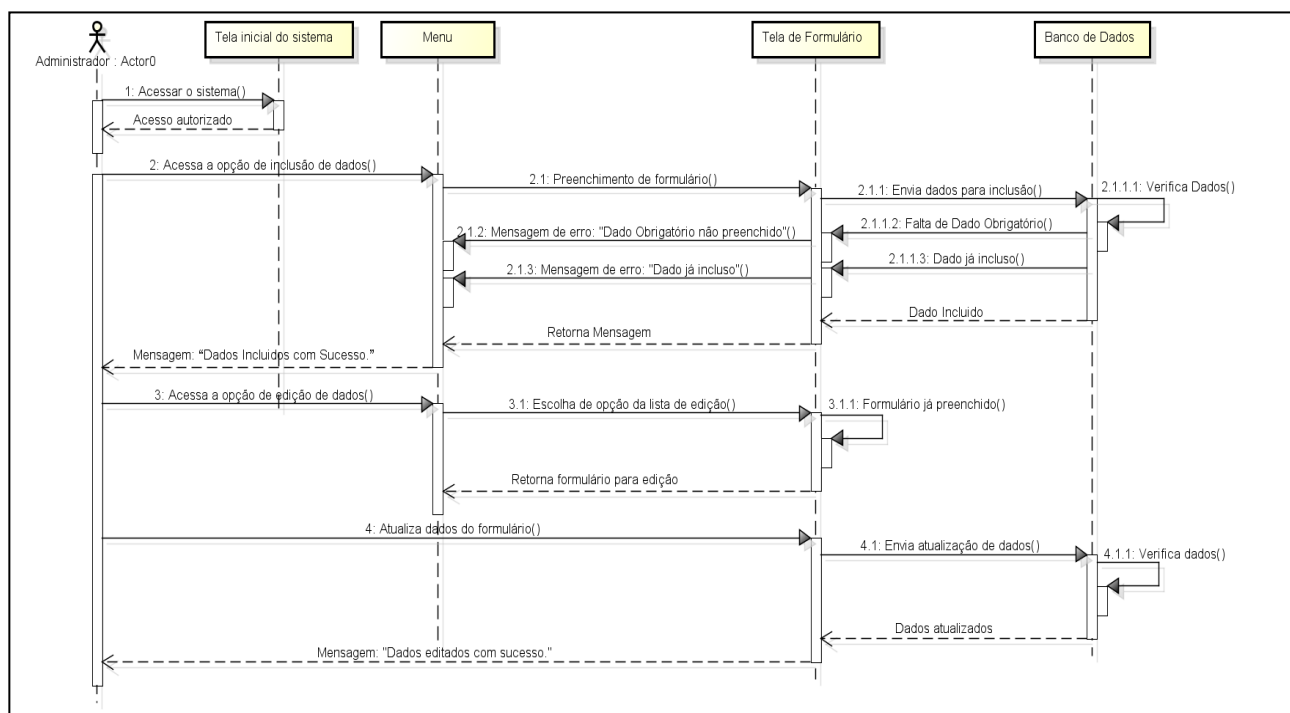 Tela inicial do sistema
Menu
Tela de Formulário
Banco de Dados
Administrador : Actor0
1: Acessar o sistema()
Acesso autorizado
2: Acessa a opção de inclusão de dados()
2.1: Preenchimento de formulário()
2.1.1: Envia dados para inclusão()
2.1.1.1: Verifica Dados()
2.1.1.2: Falta de Dado Obrigatório()
2.1.2: Mensagem de erro: "Dado Obrigatório não preenchido"()
2.1.1.3: Dado já incluso()
2.1.3: Mensagem de erro: "Dado já incluso"()
Dado Incluido
Retorna Mensagem
Mensagem: “Dados Incluidos com Sucesso.”
3: Acessa a opção de edição de dados()
3.1: Escolha de opção da lista de edição()
3.1.1: Formulário já preenchido()
Retorna formulário para edição
4: Atualiza dados do formulário()
4.1: Envia atualização de dados()
4.1.1: Verifica dados()
Dados atualizados
Mensagem: "Dados editados com sucesso."